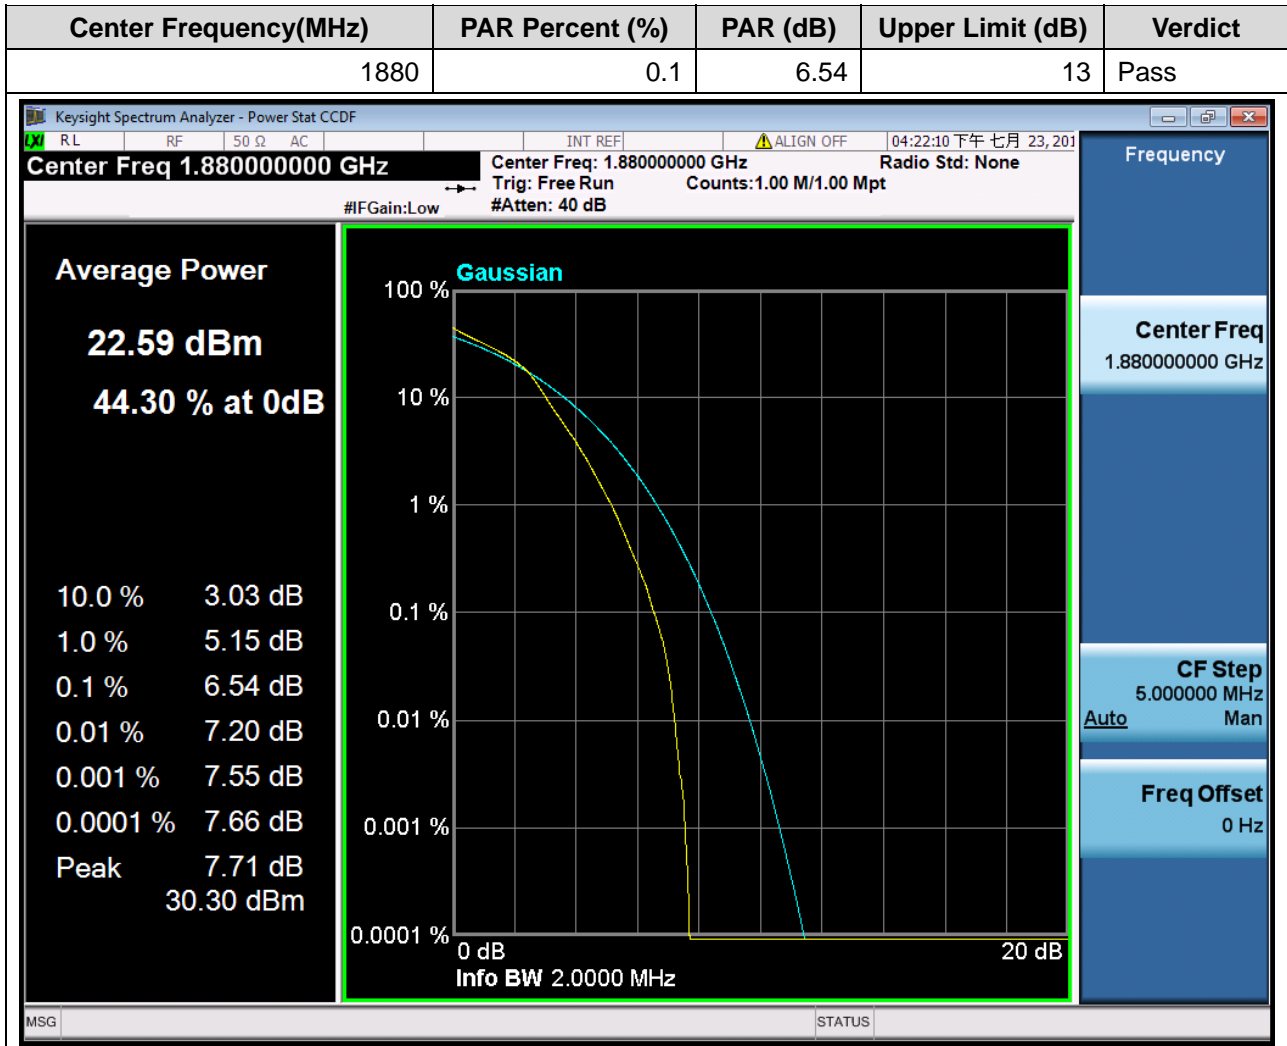 Center Frequency(MHz) PAR Percent (%) PAR (dB) Upper Limit (dB) Verdict
1880 0.1 6.54 13 Pass
Keysight Spectrum Analyzer - Power Stat CCDF
LXI RL RF 50 Ω AC INT REF ALIGN OFF 04:22:10 下午 七月 23, 201
Center Freq 1.880000000 GHz
Center Freq: 1.880000000 GHz Radio Std: None
Trig: Free Run Counts:1.00 M/1.00 Mpt
#IFGain:Low #Atten: 40 dB
Average Power
22.59 dBm
44.30 % at 0dB
10.0 % 3.03 dB
1.0 % 5.15 dB
0.1 % 6.54 dB
0.01 % 7.20 dB
0.001 % 7.55 dB
0.0001 % 7.66 dB
Peak 7.71 dB
30.30 dBm
Gaussian
100 %
10 %
1 %
0.1 %
0.01 %
0.001 %
0.0001 %
0 dB 20 dB
Info BW 2.0000 MHz
Frequency
Center Freq
1.880000000 GHz
CF Step
5.000000 MHz
Auto Man
Freq Offset
0 Hz
MSG STATUS